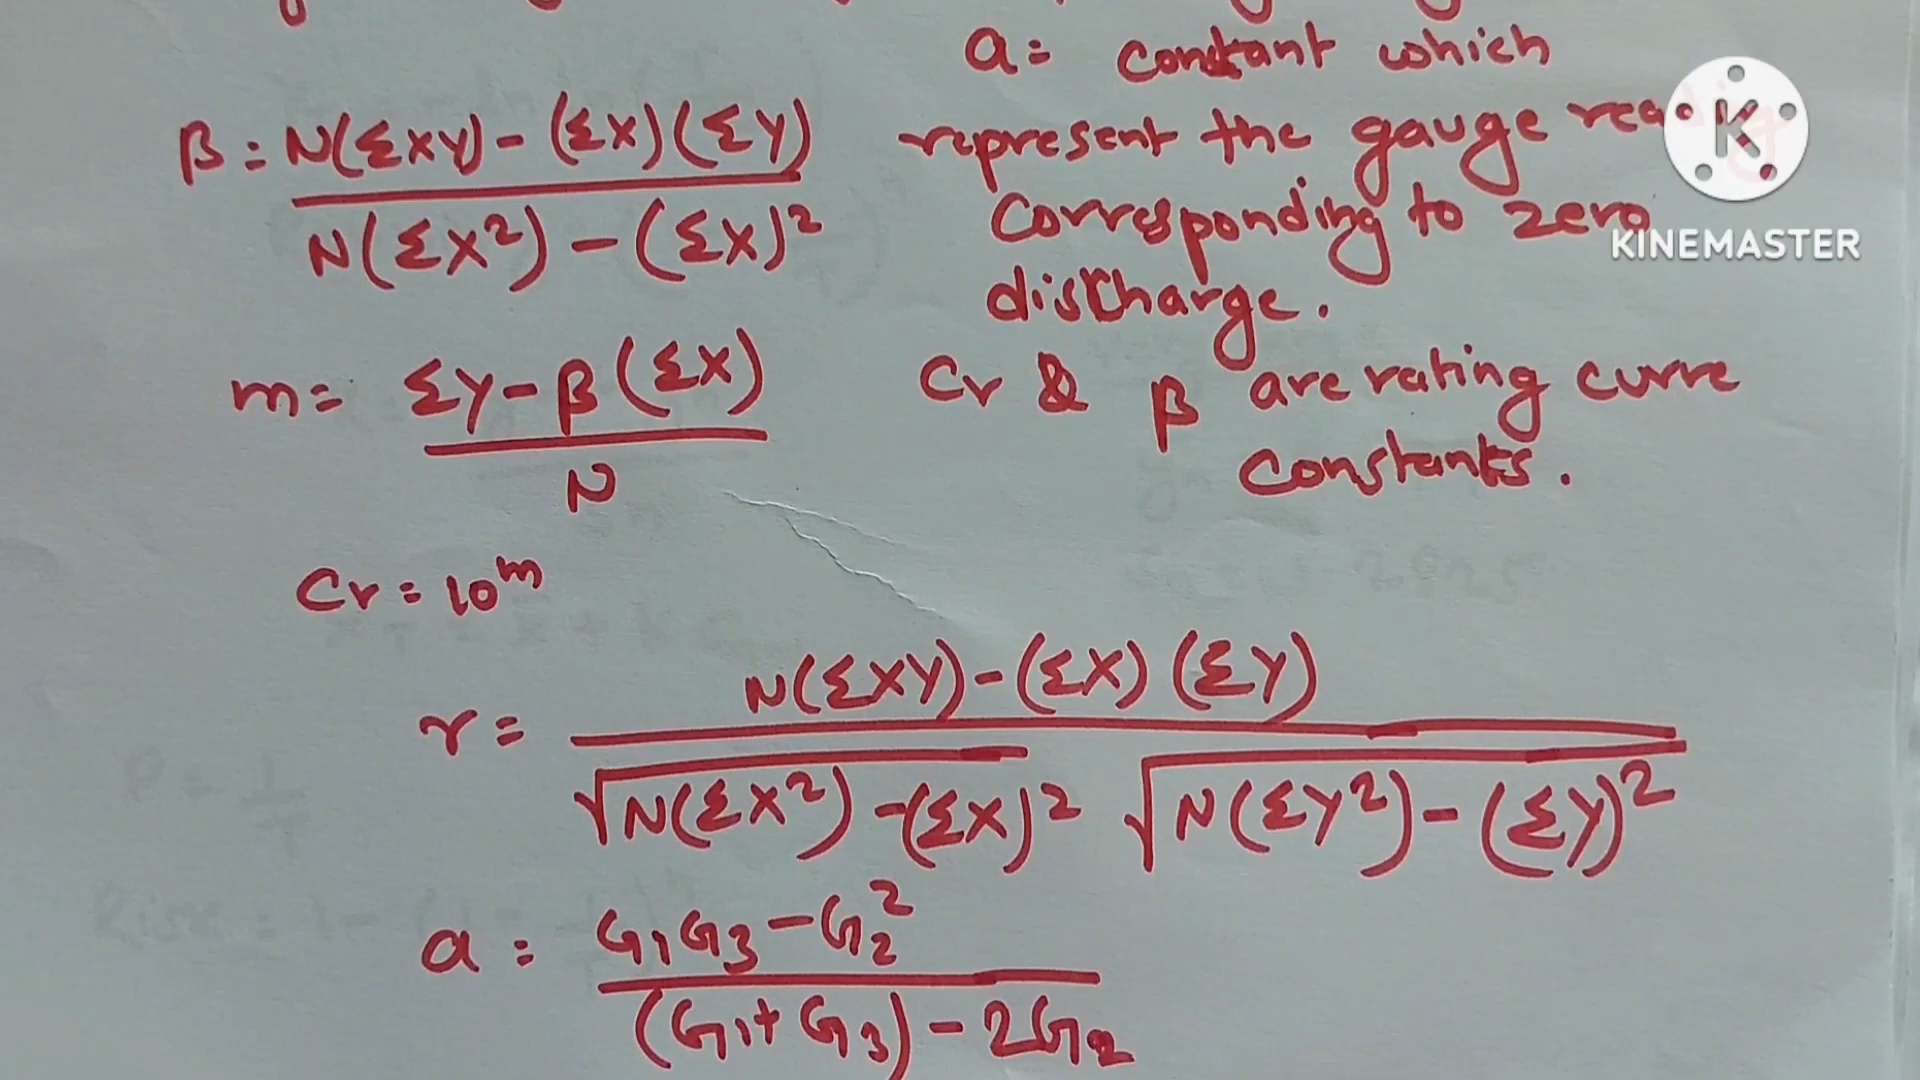 a = constant which
β = N(ΣXY) - (ΣX)(ΣY) / N(ΣX²) - (ΣX)²
represent the gauge
corresponding to zero
discharge.
m = ΣY - β(ΣX) / N
Cr & β are rating curve
constants.
Cr = 10^m
r = N(ΣXY) - (ΣX)(ΣY) / √N(ΣX²) - (ΣX)² √N(ΣY²) - (ΣY)²
a = G₁G₃ - G₂² / (G₁ + G₃) - 2G₂
K
KINEMASTER